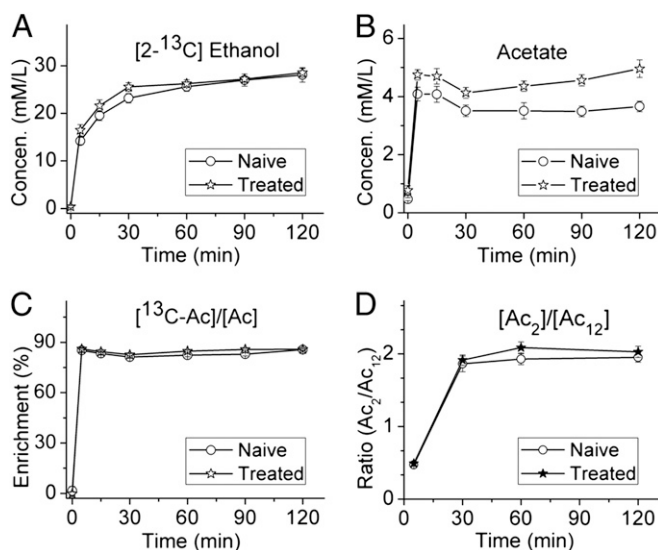 A
[2-¹³C] Ethanol
Concen. (mM/L)
30
20
10
0
Naive
Treated
0 30 60 90 120
Time (min)
B
Acetate
Concen. (mM/L)
6
4
2
0
Naive
Treated
0 30 60 90 120
Time (min)
C
[¹³C-Ac]/[Ac]
Enrichment (%)
90
60
30
0
Naive
Treated
0 30 60 90 120
Time (min)
D
[Ac₂]/[Ac₁₂]
Ratio (Ac₂/Ac₁₂)
2
1
0
Naive
Treated
0 30 60 90 120
Time (min)